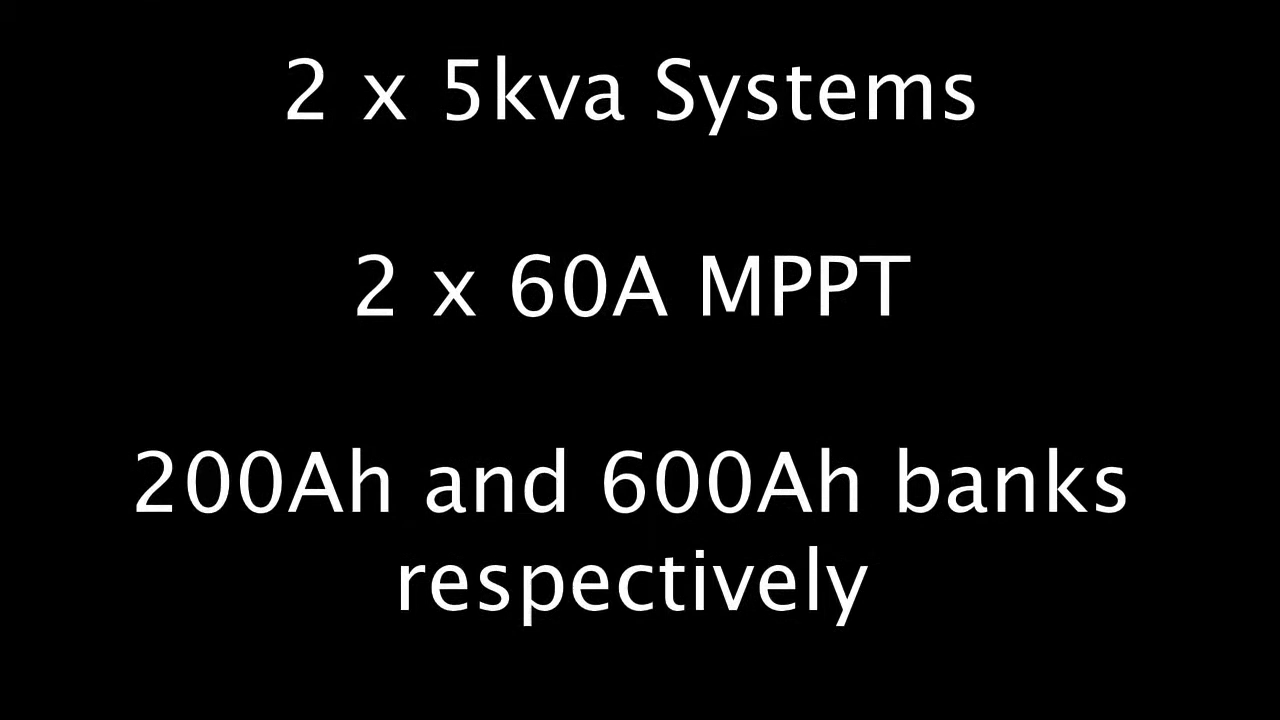 2 x 5kva Systems
2 x 60A MPPT
200Ah and 600Ah banks
respectively